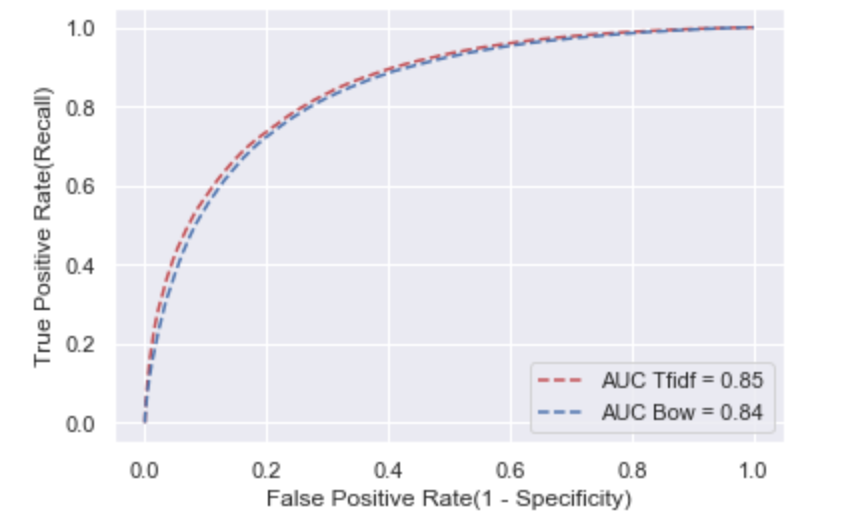 1.0
0.8
0.6
0.4
0.2
0.0
True Positive Rate(Recall)
AUC Tfidf = 0.85
AUC Bow = 0.84
0.0 0.2 0.4 0.6 0.8 1.0
False Positive Rate(1 - Specificity)